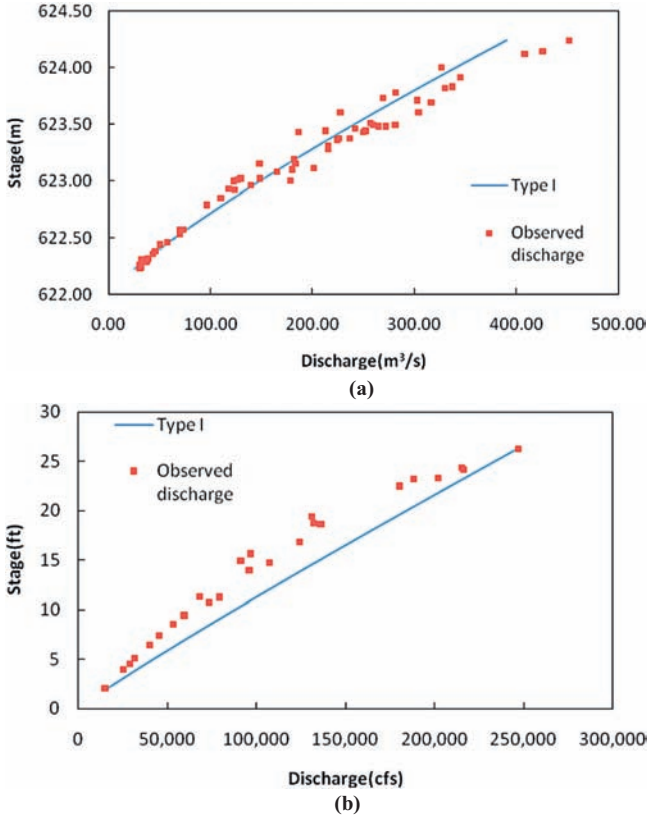 624.50
624.00
623.50
623.00
622.50
622.00
Stage(m)
Type I
Observed
discharge
0.00
100.00
200.00
300.00
400.00
500.00
Discharge(m³/s)
(a)
30
25
20
15
10
5
0
Stage(ft)
Type I
Observed
discharge
0
50,000
100,000
150,000
200,000
250,000
300,000
Discharge(cfs)
(b)